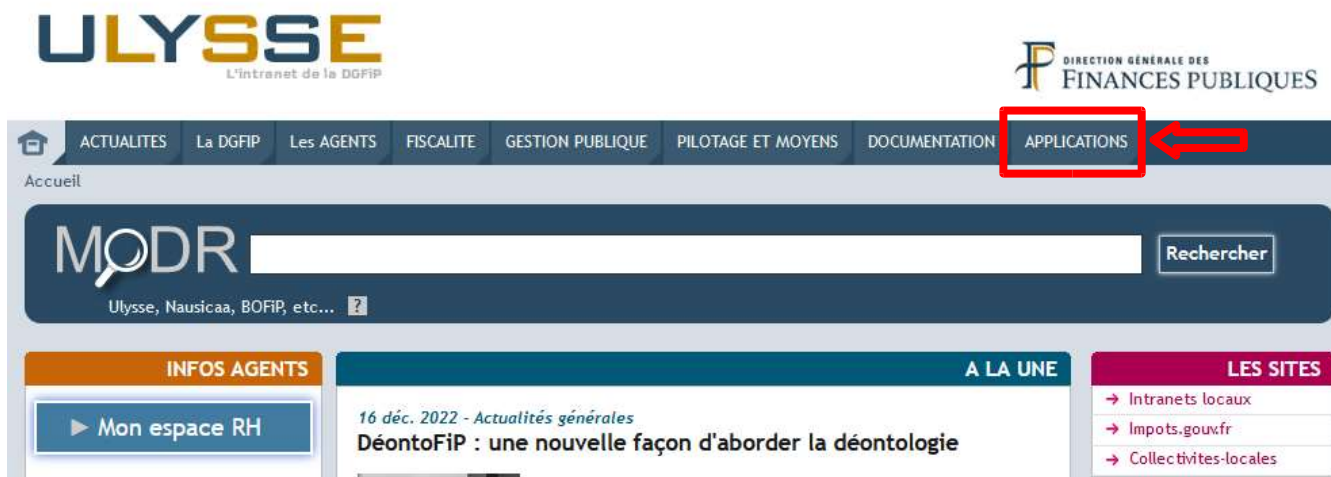 ULYSSE
L'intranet de la DGFiP
DIRECTION GÉNÉRALE DES
FINANCES PUBLIQUES
ACTUALITES La DGFIP Les AGENTS FISCALITE GESTION PUBLIQUE PILOTAGE ET MOYENS DOCUMENTATION APPLICATIONS
Accueil
MODR
Rechercher
Ulysse, Nausicaa, BOFiP, etc... ?
INFOS AGENTS
Mon espace RH
A LA UNE
16 déc. 2022 - Actualités générales
DéontoFiP : une nouvelle façon d'aborder la déontologie
LES SITES
→ Intranets locaux
→ Impots.gouv.fr
→ Collectivites-locales